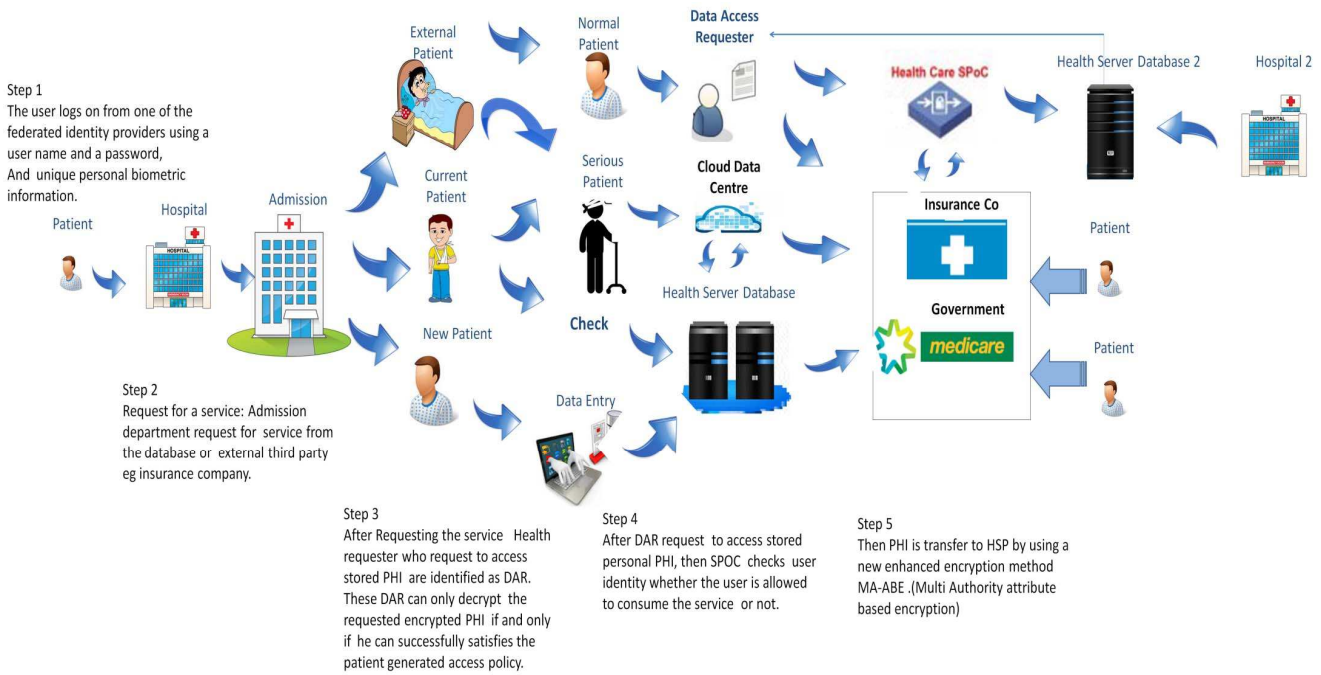 Step 1
The user logs on from one of the
federated identity providers using a
user name and a password,
And unique personal biometric
information.
Patient
Hospital
HOSPITAL
Admission
External
Patient
Current
Patient
New Patient
Normal
Patient
Serious
Patient
Check
Data Entry
Data Access
Requester
Cloud Data
Centre
Health Server Database
Health Care SPoC
Health Server Database 2
Hospital 2
HOSPITAL
Insurance Co
Government
medicare
Patient
Patient
Step 2
Request for a service: Admission
department request for service from
the database or external third party
eg insurance company.
Step 3
After Requesting the service Health
requester who request to access
stored PHI are identified as DAR.
These DAR can only decrypt the
requested encrypted PHI if and only
if he can successfully satisfies the
patient generated access policy.
Step 4
After DAR request to access stored
personal PHI, then SPOC checks user
identity whether the user is allowed
to consume the service or not.
Step 5
Then PHI is transfer to HSP by using a
new enhanced encryption method
MA-ABE .(Multi Authority attribute
based encryption)